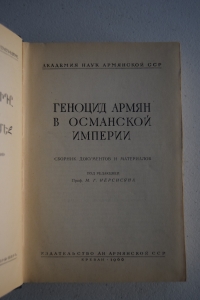 АКАДЕМИЯ НАУК АРМЯНСКОЙ ССР
ГЕНОЦИД АРМЯН
В ОСМАНСКОЙ
ИМПЕРИИ
СБОРНИК ДОКУМЕНТОВ И МАТЕРИАЛОВ
ПОД РЕДАКЦИЕЙ
Проф. М. Г. НЕРСИСЯНА
ИЗДАТЕЛЬСТВО АН АРМЯНСКОЙ ССР
ЕРЕВАН 1966